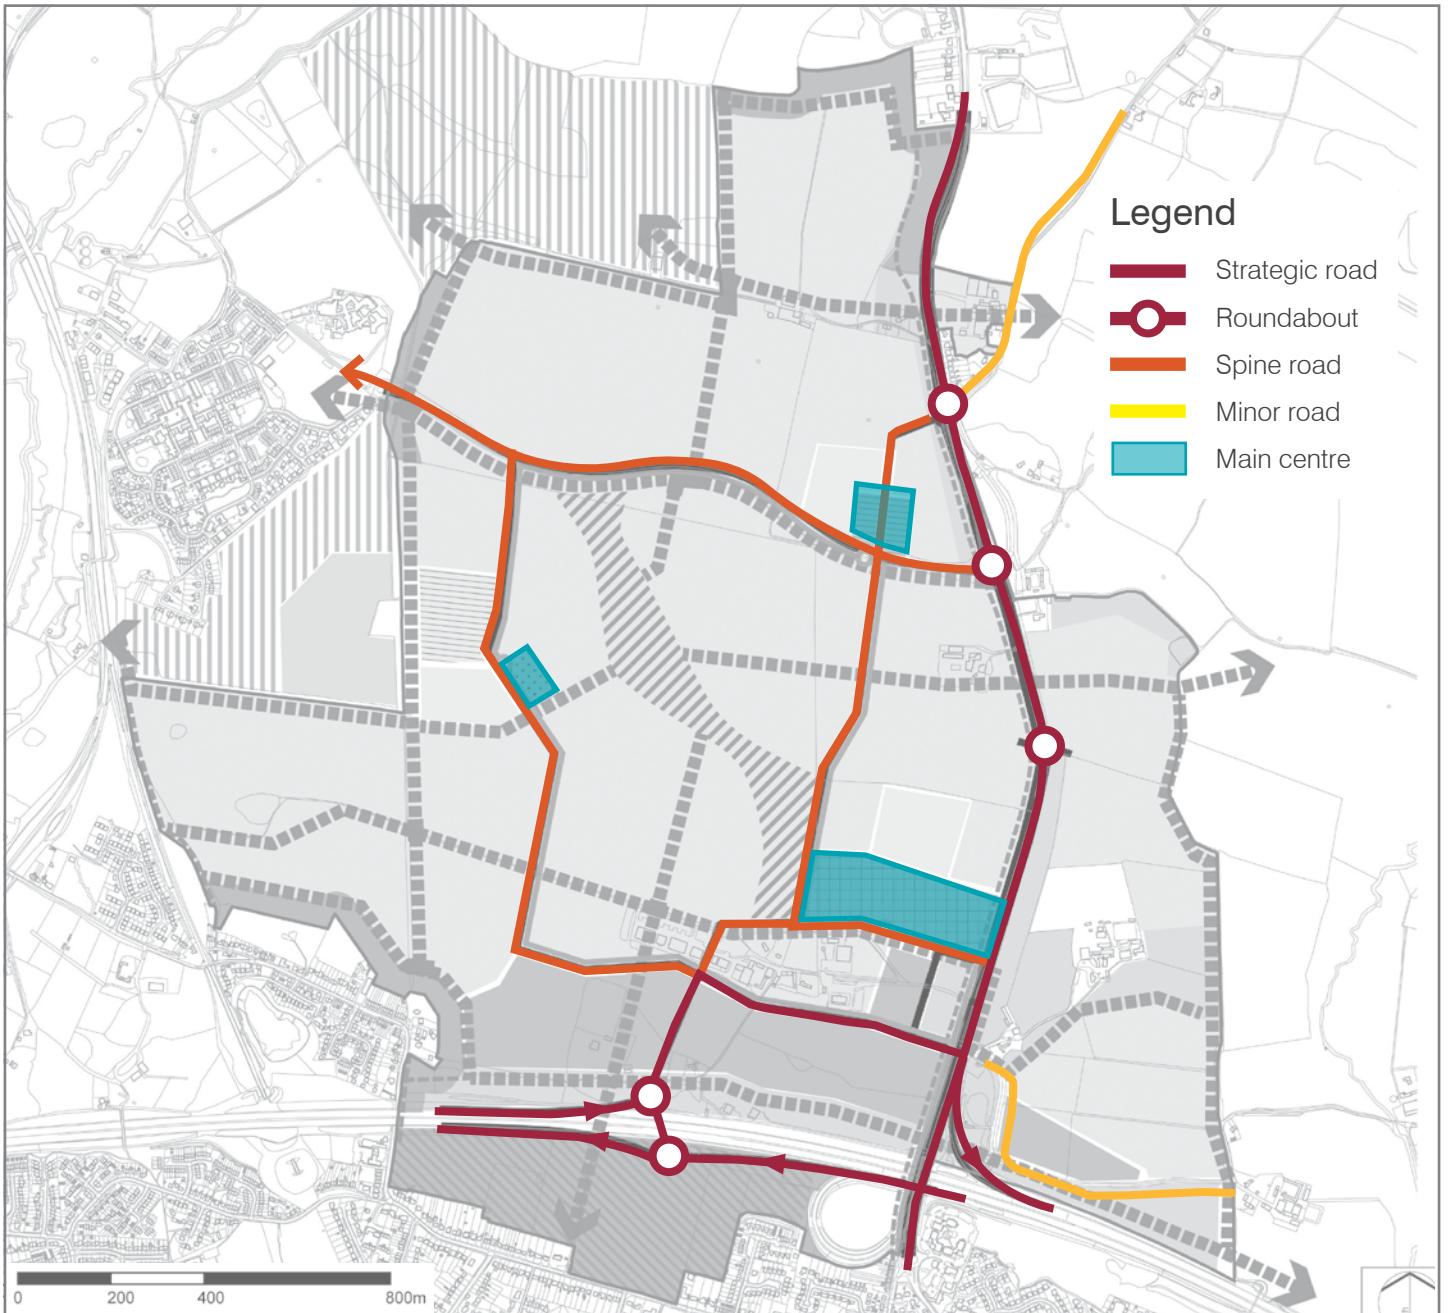 Legend
Strategic road
Roundabout
Spine road
Minor road
Main centre
0 200 400 800m